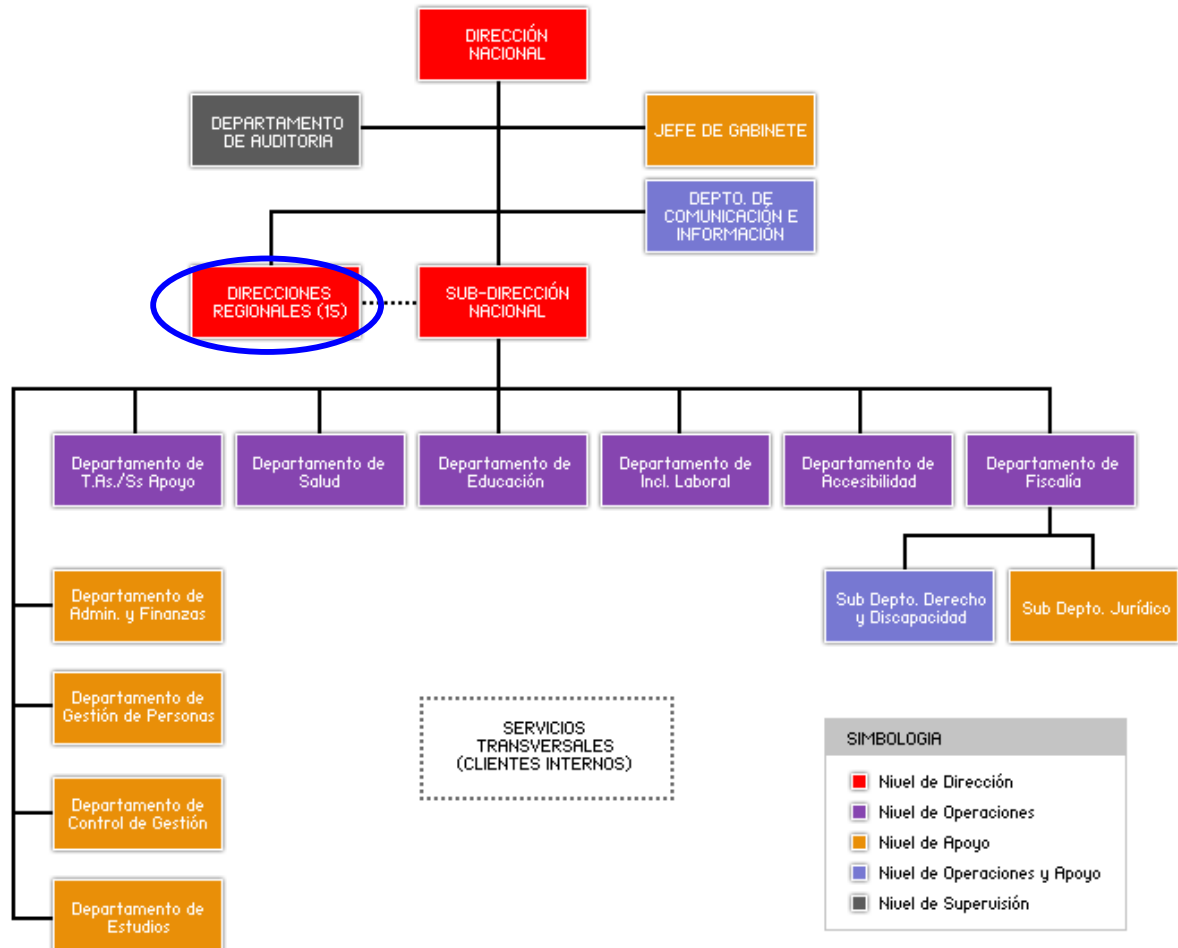 DIRECCIÓN
NACIONAL
DEPARTAMENTO
DE AUDITORIA
JEFE DE GABINETE
DEPTO. DE
COMUNICACIÓN E
INFORMACIÓN
DIRECCIONES
REGIONALES (15)
SUB-DIRECCIÓN
NACIONAL
Departamento de
T.As./Ss Apoyo
Departamento de
Salud
Departamento de
Educación
Departamento de
Incl. Laboral
Departamento de
Accesibilidad
Departamento de
Fiscalía
Sub Depto. Derecho
y Discapacidad
Sub Depto. Jurídico
Departamento de
Admin. y Finanzas
Departamento de
Gestión de Personas
Departamento de
Control de Gestión
Departamento de
Estudios
SERVICIOS
TRANSVERSALES
(CLIENTES INTERNOS)
SIMBOLOGIA
Nivel de Dirección
Nivel de Operaciones
Nivel de Apoyo
Nivel de Operaciones y Apoyo
Nivel de Supervisión